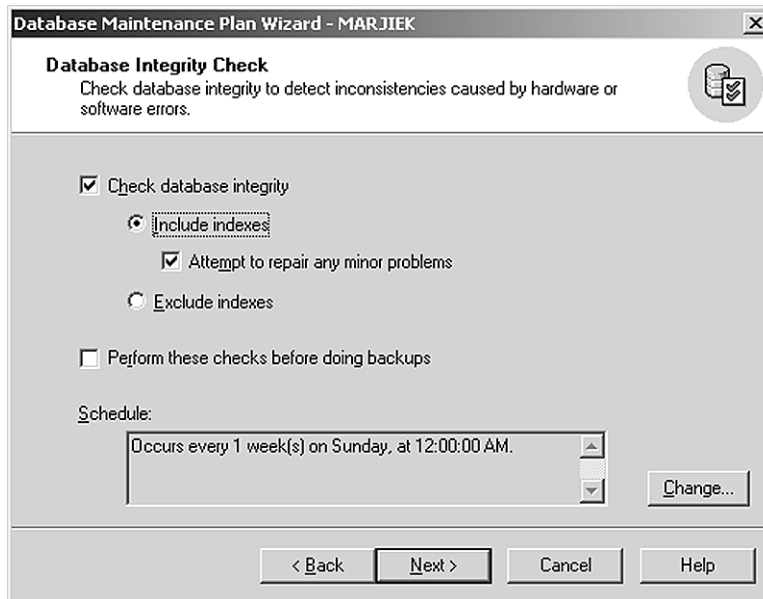 Database Maintenance Plan Wizard - MARJIEK
Database Integrity Check
Check database integrity to detect inconsistencies caused by hardware or
software errors.
Check database integrity
Include indexes
Attempt to repair any minor problems
Exclude indexes
Perform these checks before doing backups
Schedule:
Occurs every 1 week(s) on Sunday, at 12:00:00 AM.
Change...
< Back
Next >
Cancel
Help